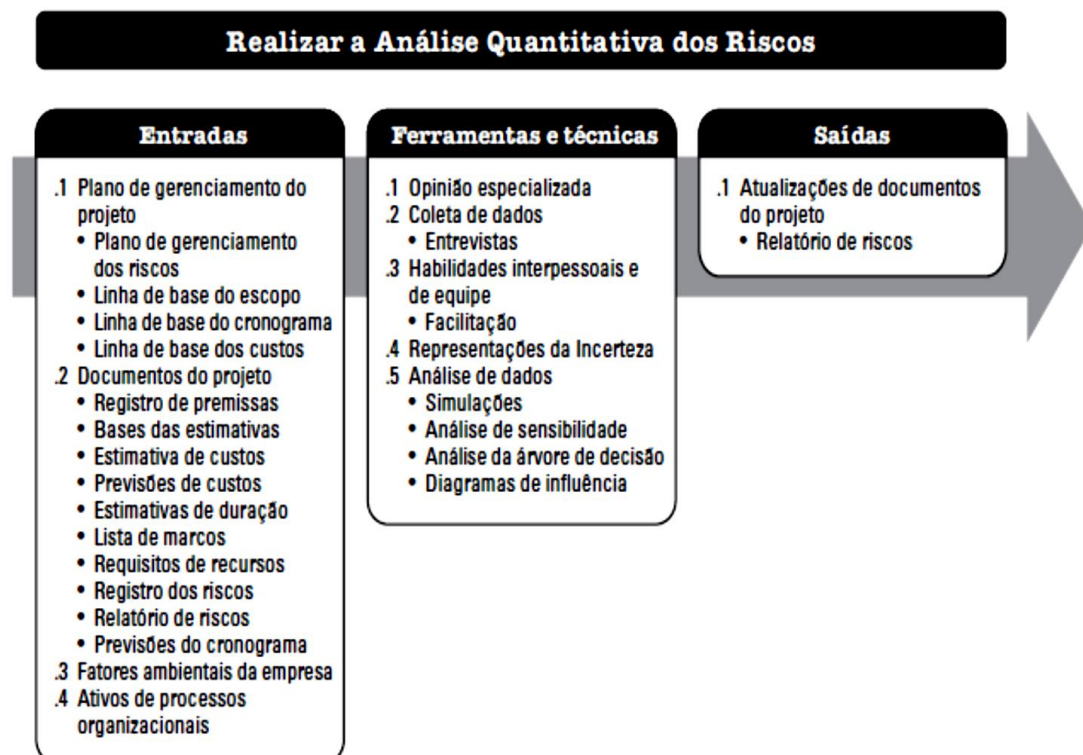 Realizar a Análise Quantitativa dos Riscos
Entradas
.1 Plano de gerenciamento do
projeto
• Plano de gerenciamento
dos riscos
• Linha de base do escopo
• Linha de base do cronograma
• Linha de base dos custos
.2 Documentos do projeto
• Registro de premissas
• Bases das estimativas
• Estimativa de custos
• Previsões de custos
• Estimativas de duração
• Lista de marcos
• Requisitos de recursos
• Registro dos riscos
• Relatório de riscos
• Previsões do cronograma
.3 Fatores ambientais da empresa
.4 Ativos de processos
organizacionais
Ferramentas e técnicas
.1 Opinião especializada
.2 Coleta de dados
• Entrevistas
.3 Habilidades interpessoais e
de equipe
• Facilitação
.4 Representações da Incerteza
.5 Análise de dados
• Simulações
• Análise de sensibilidade
• Análise da árvore de decisão
• Diagramas de influência
Saídas
.1 Atualizações de documentos
do projeto
• Relatório de riscos